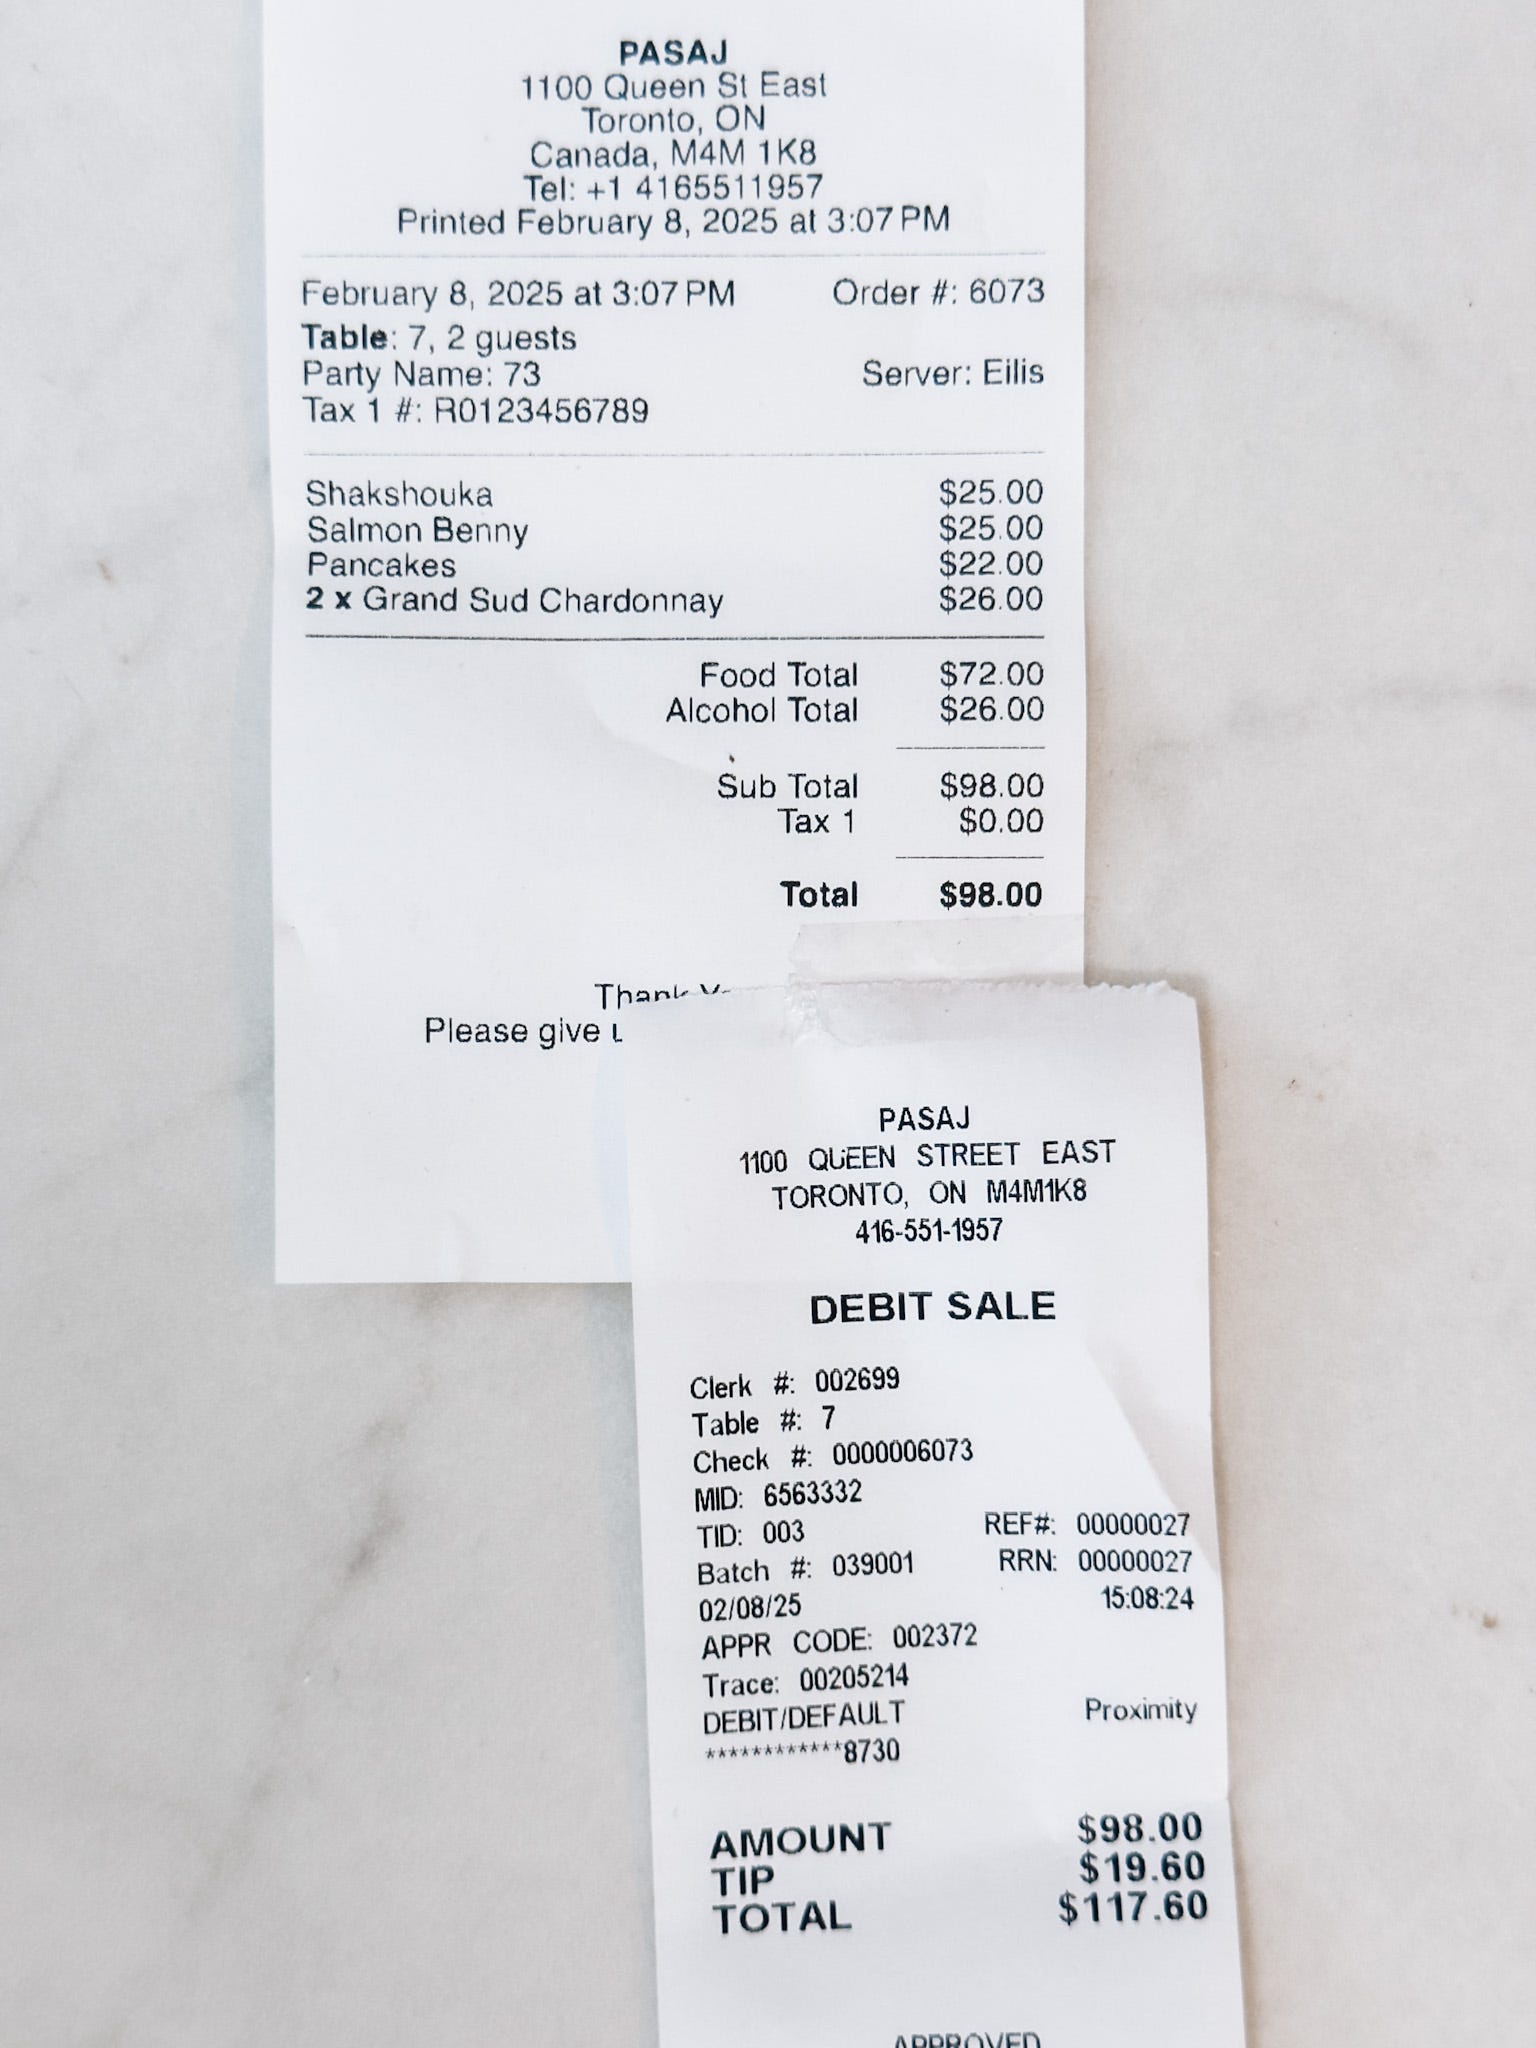 PASAJ
1100 Queen St East
Toronto, ON
Canada, M4M 1K8
Tel: +1 4165511957
Printed February 8, 2025 at 3:07 PM
February 8, 2025 at 3:07 PM Order #: 6073
Table: 7, 2 guests
Party Name: 73 Server: Eilis
Tax 1 #: R0123456789
Shakshouka $25.00
Salmon Benny $25.00
Pancakes $22.00
2 x Grand Sud Chardonnay $26.00
Food Total $72.00
Alcohol Total $26.00
Sub Total $98.00
Tax 1 $0.00
Total $98.00
Thank
Please give
PASAJ
1100 QUEEN STREET EAST
TORONTO, ON M4M1K8
416-551-1957
DEBIT SALE
Clerk #: 002699
Table #: 7
Check #: 0000006073
MID: 6563332
TID: 003 REF#: 00000027
Batch #: 039001 RRN: 00000027
02/08/25 15:08:24
APPR CODE: 002372
Trace: 00205214
DEBIT/DEFAULT Proximity
************8730
AMOUNT $98.00
TIP $19.60
TOTAL $117.60
APPROVED